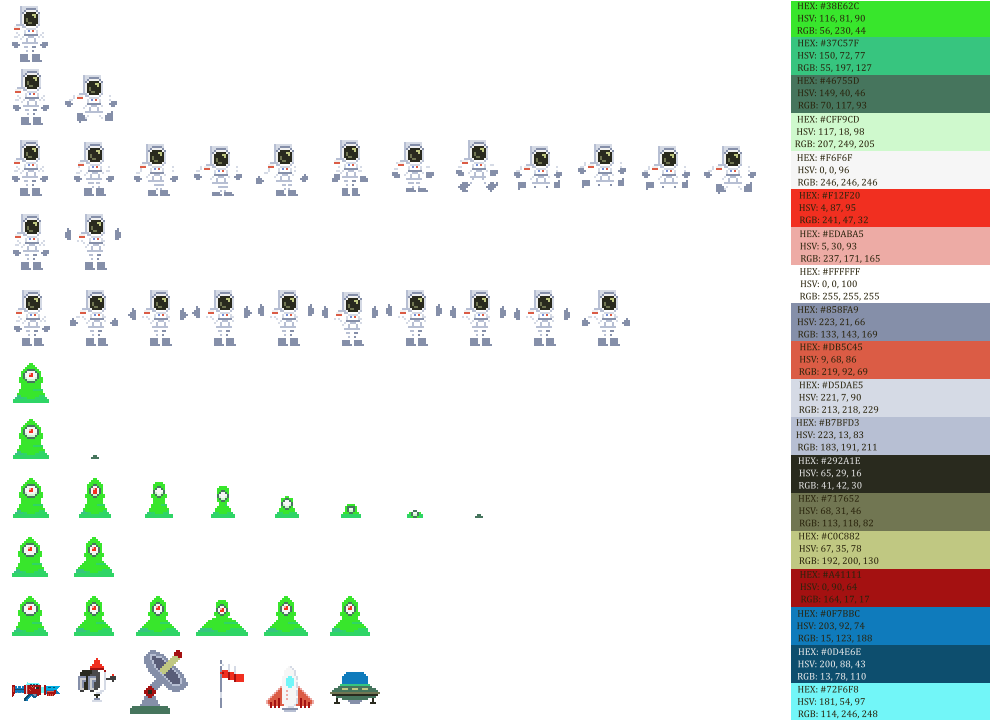 HEX: #38E62C
HSV: 116, 81, 90
RGB: 56, 230, 44
HEX: #37C57F
HSV: 150, 72, 77
RGB: 55, 197, 127
HEX: #46755D
HSV: 149, 40, 46
RGB: 70, 117, 93
HEX: #CFF9CD
HSV: 117, 18, 98
RGB: 207, 249, 205
HEX: #F6F6F
HSV: 0, 0, 96
RGB: 246, 246, 246
HEX: #F12F20
HSV: 4, 87, 95
RGB: 241, 47, 32
HEX: #EDABA5
HSV: 5, 30, 93
RGB: 237, 171, 165
HEX: #FFFFFF
HSV: 0, 0, 100
RGB: 255, 255, 255
HEX: #858FA9
HSV: 223, 21, 66
RGB: 133, 143, 169
HEX: #DB5C45
HSV: 9, 68, 86
RGB: 219, 92, 69
HEX: #D5DAE5
HSV: 221, 7, 90
RGB: 213, 218, 229
HEX: #B7BFD3
HSV: 223, 13, 83
RGB: 183, 191, 211
HEX: #292A1E
HSV: 65, 29, 16
RGB: 41, 42, 30
HEX: #717652
HSV: 68, 31, 46
RGB: 113, 118, 82
HEX: #C0C882
HSV: 67, 35, 78
RGB: 192, 200, 130
HEX: #A41111
HSV: 0, 90, 64
RGB: 164, 17, 17
HEX: #0F7BBC
HSV: 203, 92, 74
RGB: 15, 123, 188
HEX: #0D4E6E
HSV: 200, 88, 43
RGB: 13, 78, 110
HEX: #72F6F8
HSV: 181, 54, 97
RGB: 114, 246, 248